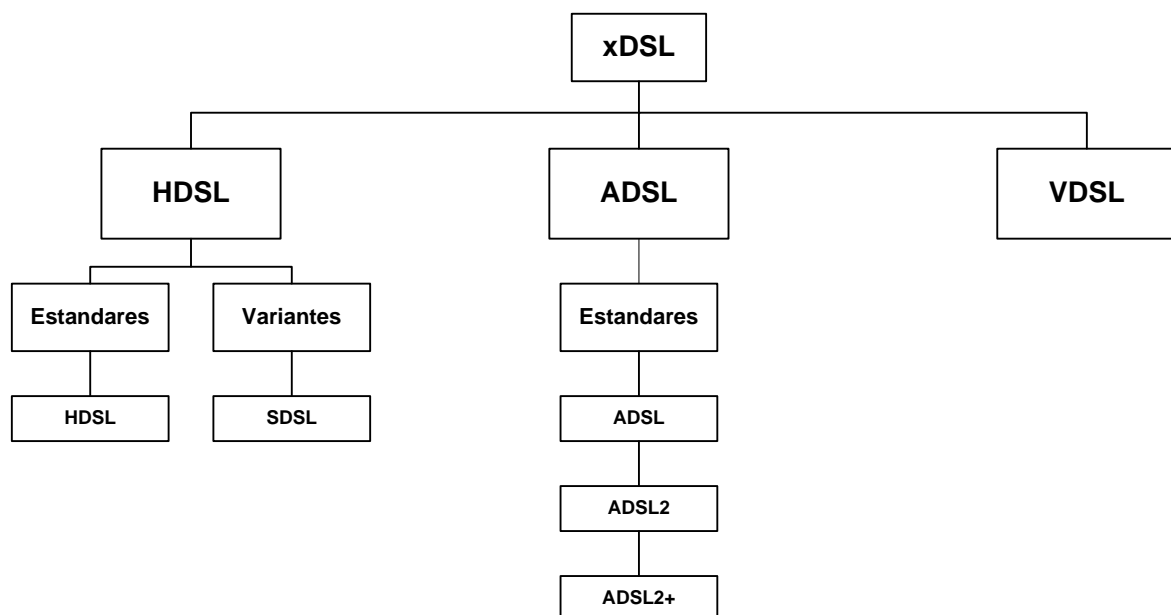 xDSL
HDSL
ADSL
VDSL
Estandares
Variantes
Estandares
HDSL
SDSL
ADSL
ADSL2
ADSL2+